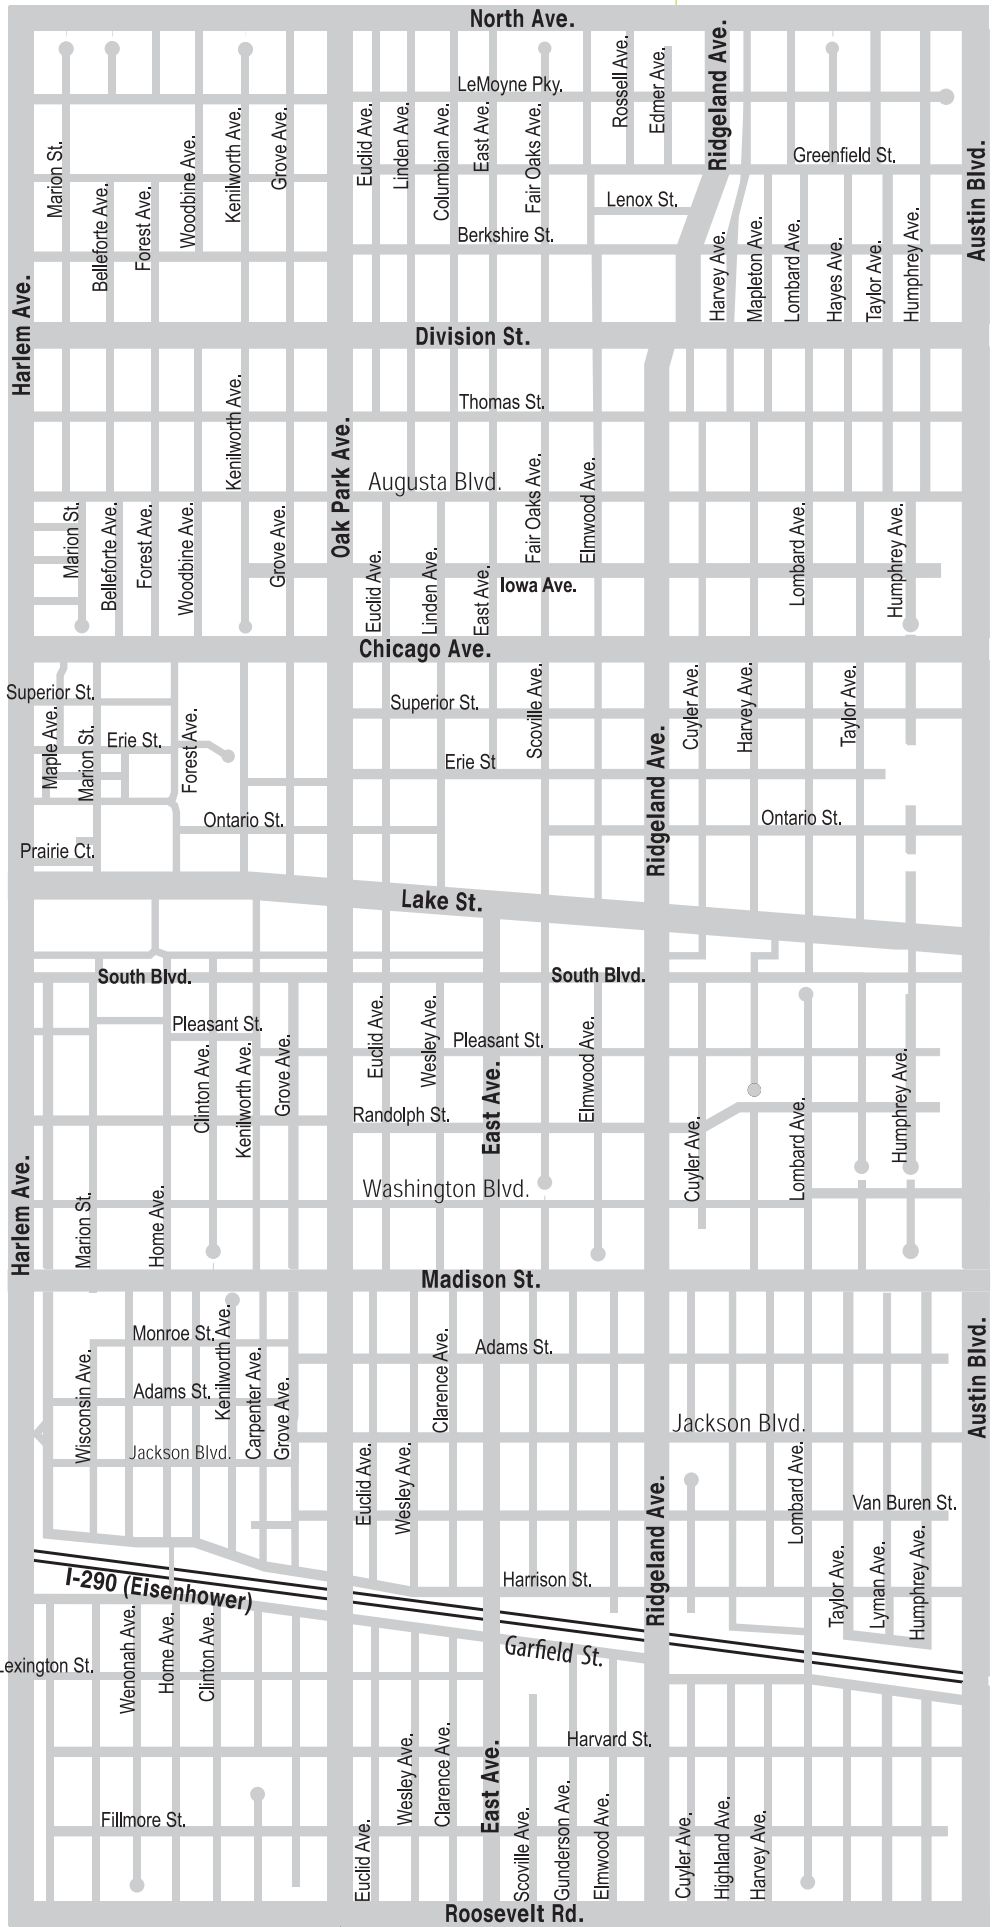 North Ave.
LeMoyne Pky.
Rossell Ave.
Edmer Ave.
Ridgeland Ave.
Marion St.
Belleforte Ave.
Forest Ave.
Woodbine Ave.
Kenilworth Ave.
Grove Ave.
Euclid Ave.
Linden Ave.
Columbian Ave.
East Ave.
Fair Oaks Ave.
Greenfield St.
Lenox St.
Berkshire St.
Harvey Ave.
Mapleton Ave.
Lombard Ave.
Hayes Ave.
Taylor Ave.
Humphrey Ave.
Austin Blvd.
Harlem Ave.
Division St.
Kenilworth Ave.
Thomas St.
Oak Park Ave.
Augusta Blvd.
Fair Oaks Ave.
Elmwood Ave.
Marion St.
Belleforte Ave.
Forest Ave.
Woodbine Ave.
Grove Ave.
Euclid Ave.
Linden Ave.
East Ave.
Iowa Ave.
Lombard Ave.
Humphrey Ave.
Chicago Ave.
Superior St.
Maple Ave.
Marion St.
Erie St.
Forest Ave.
Superior St.
Scoville Ave.
Cuyler Ave.
Harvey Ave.
Taylor Ave.
Erie St
Ridgeland Ave.
Ontario St.
Ontario St.
Prairie Ct.
Lake St.
South Blvd.
South Blvd.
Pleasant St.
Clinton Ave.
Kenilworth Ave.
Grove Ave.
Euclid Ave.
Wesley Ave.
Pleasant St.
East Ave.
Elmwood Ave.
Randolph St.
Cuyler Ave.
Lombard Ave.
Humphrey Ave.
Harlem Ave.
Marion St.
Home Ave.
Washington Blvd.
Madison St.
Monroe St.
Kenilworth Ave.
Wisconsin Ave.
Adams St.
Carpenter Ave.
Grove Ave.
Jackson Blvd.
Clarence Ave.
Adams St.
Jackson Blvd.
Austin Blvd.
Euclid Ave.
Wesley Ave.
Ridgeland Ave.
Lombard Ave.
Van Buren St.
Taylor Ave.
Lyman Ave.
Humphrey Ave.
I-290 (Eisenhower)
Harrison St.
Garfield St.
Lexington St.
Wenonah Ave.
Home Ave.
Clinton Ave.
Harvard St.
Wesley Ave.
Clarence Ave.
East Ave.
Fillmore St.
Euclid Ave.
Scoville Ave.
Gunderson Ave.
Elmwood Ave.
Cuyler Ave.
Highland Ave.
Harvey Ave.
Roosevelt Rd.